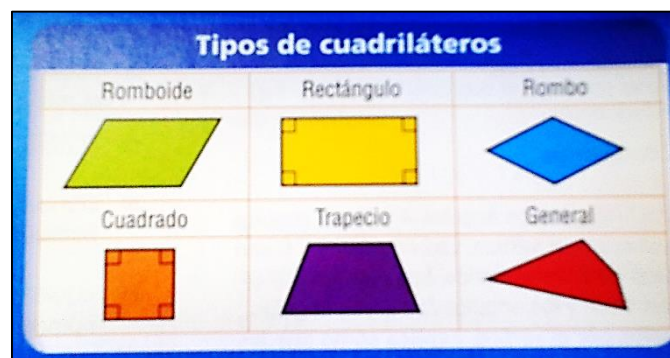 Tipos de cuadriláteros
Romboide Rectángulo Rombo
Cuadrado Trapecio General